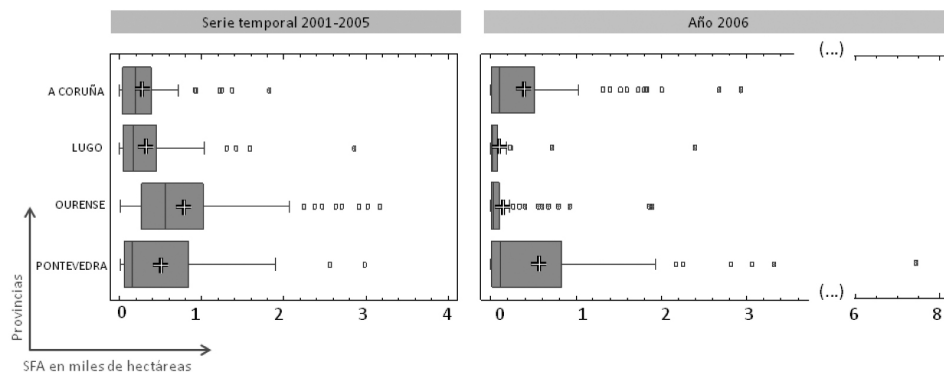 Serie temporal 2001-2005
Año 2006
(...)
A CORUÑA
LUGO
OURENSE
PONTEVEDRA
(...)
0 1 2 3 4
0 1 2 3 6 8
Provincias
SFA en miles de hectáreas